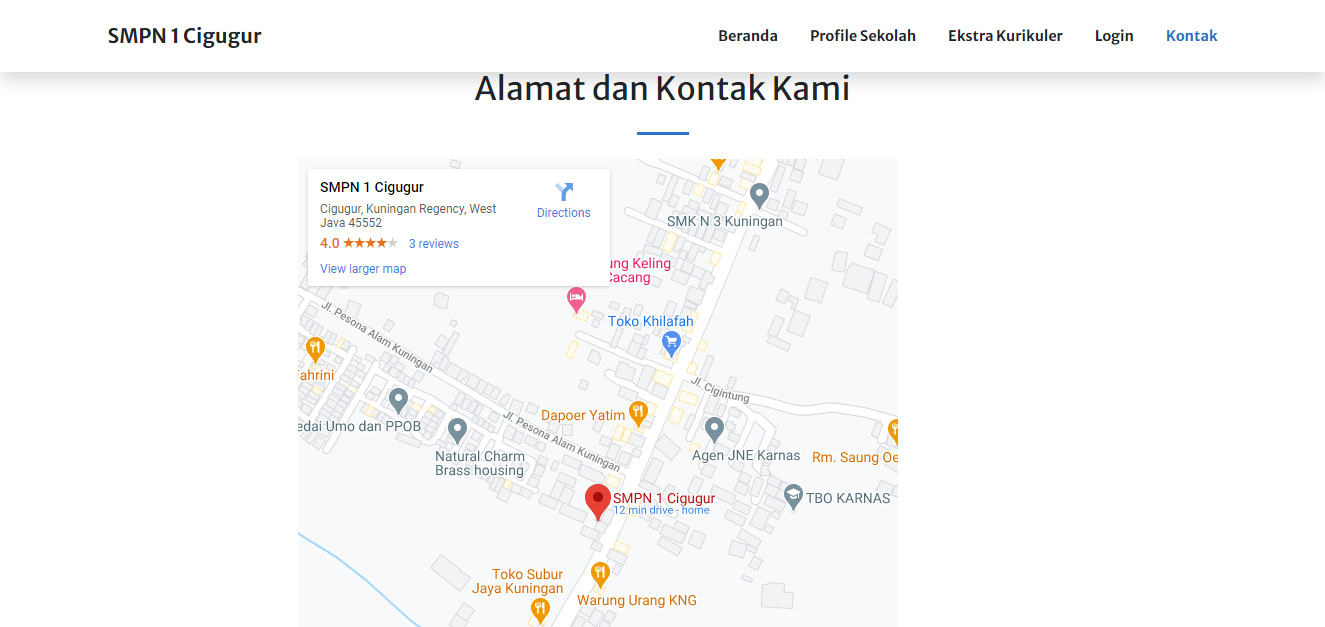 SMPN 1 Cigugur
Beranda
Profile Sekolah
Ekstra Kurikuler
Login
Kontak
Alamat dan Kontak Kami
SMPN 1 Cigugur
Cigugur, Kuningan Regency, West
Java 45552
4.0
3 reviews
View larger map
Directions
SMK N 3 Kuningan
ung Keling
Cacang
Toko Khilafah
Jl. Pesona Alam Kuningan
Fahrini
Jl. Cigintung
Dapoer Yatim
edai Umo dan PPOB
Jl. Pesona Alam Kuningan
Natural Charm
Brass housing
Agen JNE Karnas
Rm. Saung Oe
SMPN 1 Cigugur
12 min drive - home
TBO KARNAS
Toko Subur
Jaya Kuningan
Warung Urang KNG